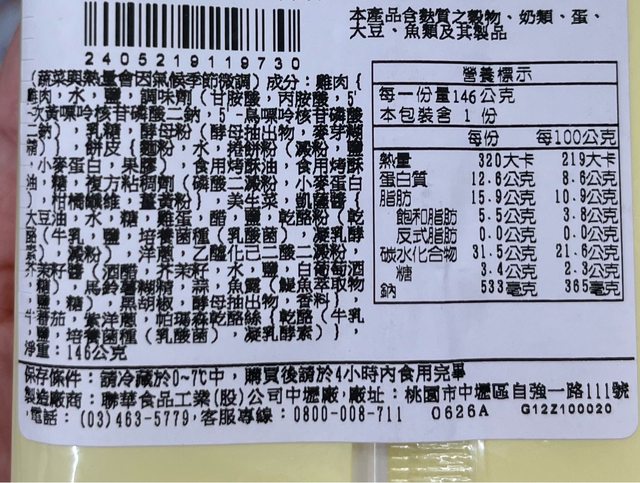 2405219119730
本產品含麩質之穀物、奶類、蛋、
大豆、魚類及其製品
(蔬菜與熱量會因氣候季節微調) 成分：雞肉{
雞肉，水，鹽，調味劑（甘胺酸，丙胺酸，5'
-次黃嘌呤核苷磷酸二鈉，5'-鳥嘌呤核苷磷酸
二鈉），乳糖，酵母粉（酵母抽出物，麥芽糊
精）}，餅皮{麵粉，水，捲餅粉（澱粉，鹽
，小麥蛋白，果膠），食用烤酥油，食用烤酥
油，糖，複方粘稠劑（磷酸二澱粉，小麥蛋白
，柑橘纖維，薑黃粉}，美生菜，凱薩醬{
大豆油，水，糖，雞蛋，醋，鹽，乾酪粉（乾
酪（牛乳，鹽，培養菌種（乳酸菌），凝乳酵
素），澱粉），洋蔥，乙醯化己二酸二澱粉，
芥茉籽醬（酒醋，芥茉籽，水，鹽，白葡萄酒
，糖），馬鈴薯糊精，蒜，魚露（鯷魚萃取物
，鹽，糖），黑胡椒，酵母抽出物，香料}，
牛番茄，紫洋蔥，帕瑪森乾酪絲{乾酪（牛乳
，鹽，培養菌種（乳酸菌），凝乳酵素）}，
淨重：146公克
營養標示
每一份量146公克
本包裝含 1 份
每份 每100公克
熱量 320大卡 219大卡
蛋白質 12.6公克 8.6公克
脂肪 15.9公克 10.9公克
飽和脂肪 5.5公克 3.8公克
反式脂肪 0.0公克 0.0公克
碳水化合物 31.5公克 21.6公克
糖 3.4公克 2.3公克
鈉 533毫克 365毫克
保存條件：請冷藏於0~7℃中，購買後請於4小時內食用完畢
製造廠商：聯華食品工業(股)公司中壢廠，廠址：桃園市中壢區自強一路111號
，電話：(03)463-5779，客服專線：0800-008-711 0626A G12Z100020